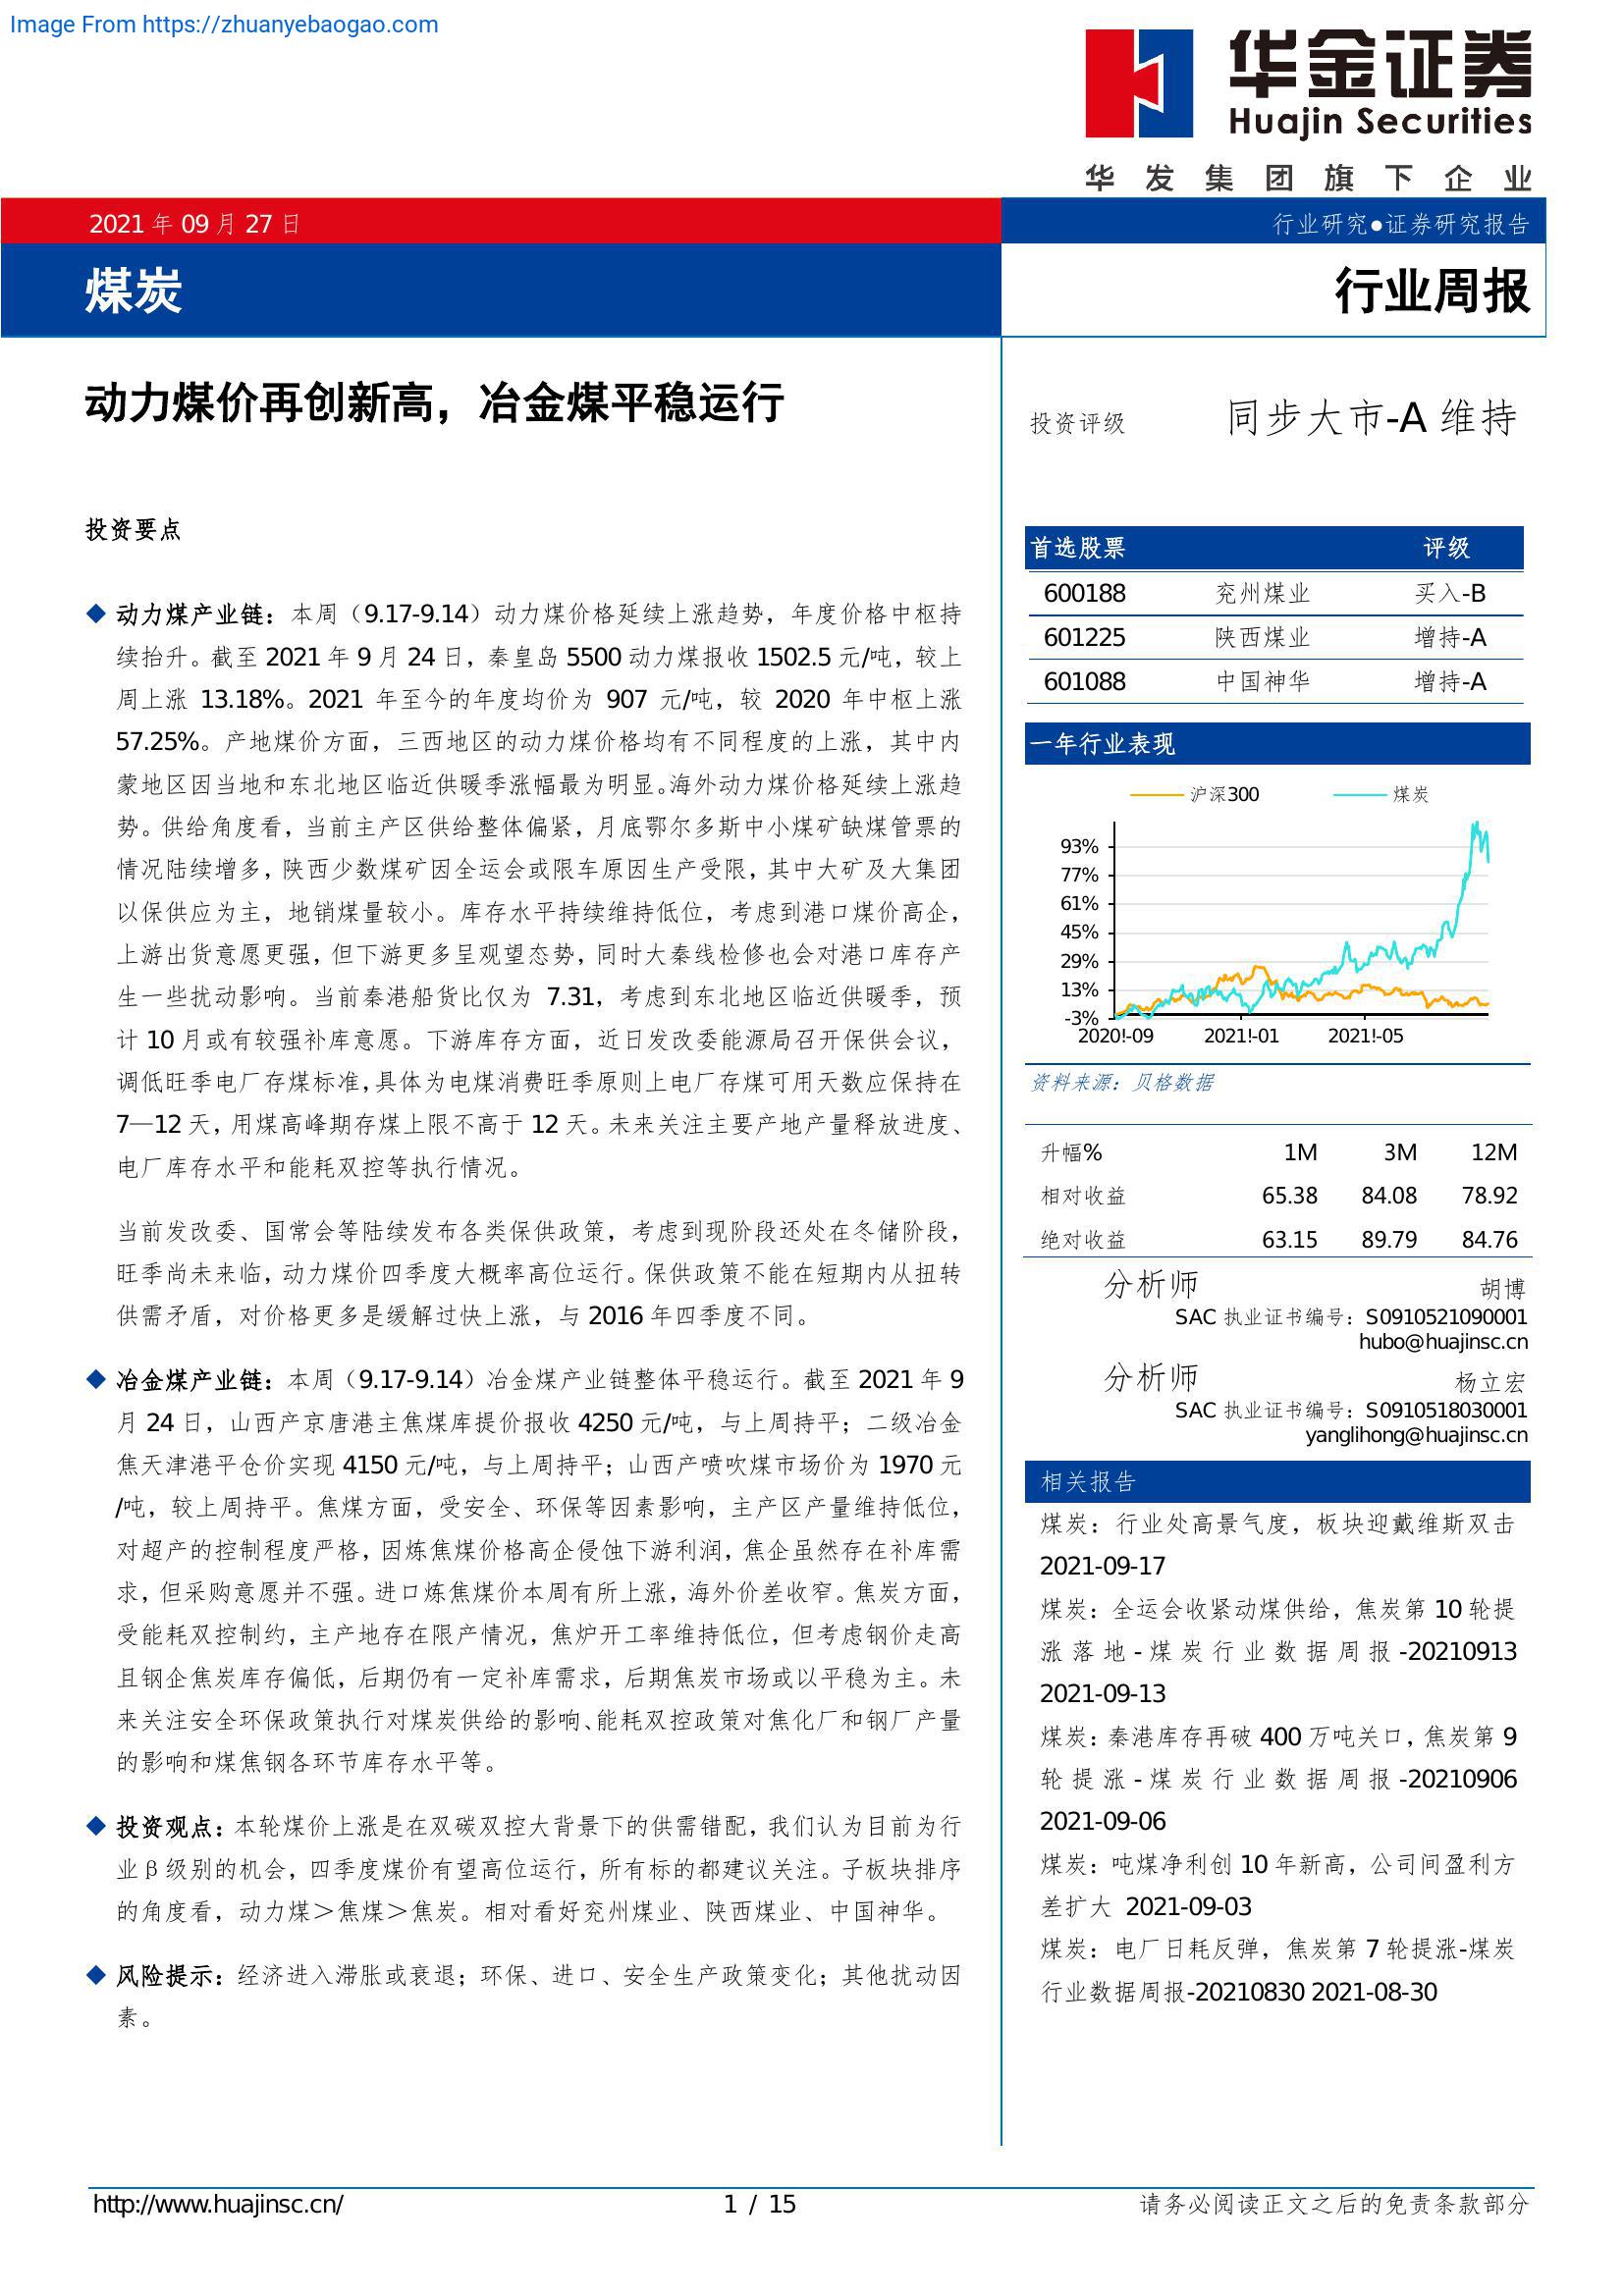 Image From https://zhuanyebaogao.com
华金证券
Huajin Securities
华发集团旗下企业
2021 年 09 月 27 日
行业研究●证券研究报告
煤炭
行业周报
动力煤价再创新高，冶金煤平稳运行
投资要点
◆ 动力煤产业链：本周（9.17-9.14）动力煤价格延续上涨趋势，年度价格中枢持
续抬升。截至 2021 年 9 月 24 日，秦皇岛 5500 动力煤报收 1502.5 元/吨，较上
周上涨 13.18%。2021 年至今的年度均价为 907 元/吨，较 2020 年中枢上涨
57.25%。产地煤价方面，三西地区的动力煤价格均有不同程度的上涨，其中内
蒙地区因当地和东北地区临近供暖季涨幅最为明显。海外动力煤价格延续上涨趋
势。供给角度看，当前主产区供给整体偏紧，月底鄂尔多斯中小煤矿缺煤管票的
情况陆续增多，陕西少数煤矿因全运会或限车原因生产受限，其中大矿及大集团
以保供应为主，地销煤量较小。库存水平持续维持低位，考虑到港口煤价高企，
上游出货意愿更强，但下游更多呈观望态势，同时大秦线检修也会对港口库存产
生一些扰动影响。当前秦港船货比仅为 7.31，考虑到东北地区临近供暖季，预
计 10 月或有较强补库意愿。下游库存方面，近日发改委能源局召开保供会议，
调低旺季电厂存煤标准，具体为电煤消费旺季原则上电厂存煤可用天数应保持在
7—12 天，用煤高峰期存煤上限不高于 12 天。未来关注主要产地产量释放进度、
电厂库存水平和能耗双控等执行情况。
当前发改委、国常会等陆续发布各类保供政策，考虑到现阶段还处在冬储阶段，
旺季尚未来临，动力煤价四季度大概率高位运行。保供政策不能在短期内从扭转
供需矛盾，对价格更多是缓解过快上涨，与 2016 年四季度不同。
◆ 冶金煤产业链：本周（9.17-9.14）冶金煤产业链整体平稳运行。截至 2021 年 9
月 24 日，山西产京唐港主焦煤库提价报收 4250 元/吨，与上周持平；二级冶金
焦天津港平仓价实现 4150 元/吨，与上周持平；山西产喷吹煤市场价为 1970 元
/吨，较上周持平。焦煤方面，受安全、环保等因素影响，主产区产量维持低位，
对超产的控制程度严格，因炼焦煤价格高企侵蚀下游利润，焦企虽然存在补库需
求，但采购意愿并不强。进口炼焦煤价本周有所上涨，海外价差收窄。焦炭方面，
受能耗双控制约，主产地存在限产情况，焦炉开工率维持低位，但考虑钢价走高
且钢企焦炭库存偏低，后期仍有一定补库需求，后期焦炭市场或以平稳为主。未
来关注安全环保政策执行对煤炭供给的影响、能耗双控政策对焦化厂和钢厂产量
的影响和煤焦钢各环节库存水平等。
◆ 投资观点：本轮煤价上涨是在双碳双控大背景下的供需错配，我们认为目前为行
业β级别的机会，四季度煤价有望高位运行，所有标的都建议关注。子板块排序
的角度看，动力煤＞焦煤＞焦炭。相对看好兖州煤业、陕西煤业、中国神华。
◆ 风险提示：经济进入滞胀或衰退；环保、进口、安全生产政策变化；其他扰动因
素。
投资评级 同步大市-A 维持
首选股票 评级
600188 兖州煤业 买入-B
601225 陕西煤业 增持-A
601088 中国神华 增持-A
一年行业表现
沪深300 煤炭
93%
77%
61%
45%
29%
13%
-3%
2020!-09 2021!-01 2021!-05
资料来源：贝格数据
升幅% 1M 3M 12M
相对收益 65.38 84.08 78.92
绝对收益 63.15 89.79 84.76
分析师 胡博
SAC 执业证书编号：S0910521090001
hubo@huajinsc.cn
分析师 杨立宏
SAC 执业证书编号：S0910518030001
yanglihong@huajinsc.cn
相关报告
煤炭：行业处高景气度，板块迎戴维斯双击
2021-09-17
煤炭：全运会收紧动煤供给，焦炭第 10 轮提
涨落地-煤炭行业数据周报-20210913
2021-09-13
煤炭：秦港库存再破 400 万吨关口，焦炭第 9
轮提涨-煤炭行业数据周报-20210906
2021-09-06
煤炭：吨煤净利创 10 年新高，公司间盈利方
差扩大 2021-09-03
煤炭：电厂日耗反弹，焦炭第 7 轮提涨-煤炭
行业数据周报-20210830 2021-08-30
http://www.huajinsc.cn/
1 / 15
请务必阅读正文之后的免责条款部分